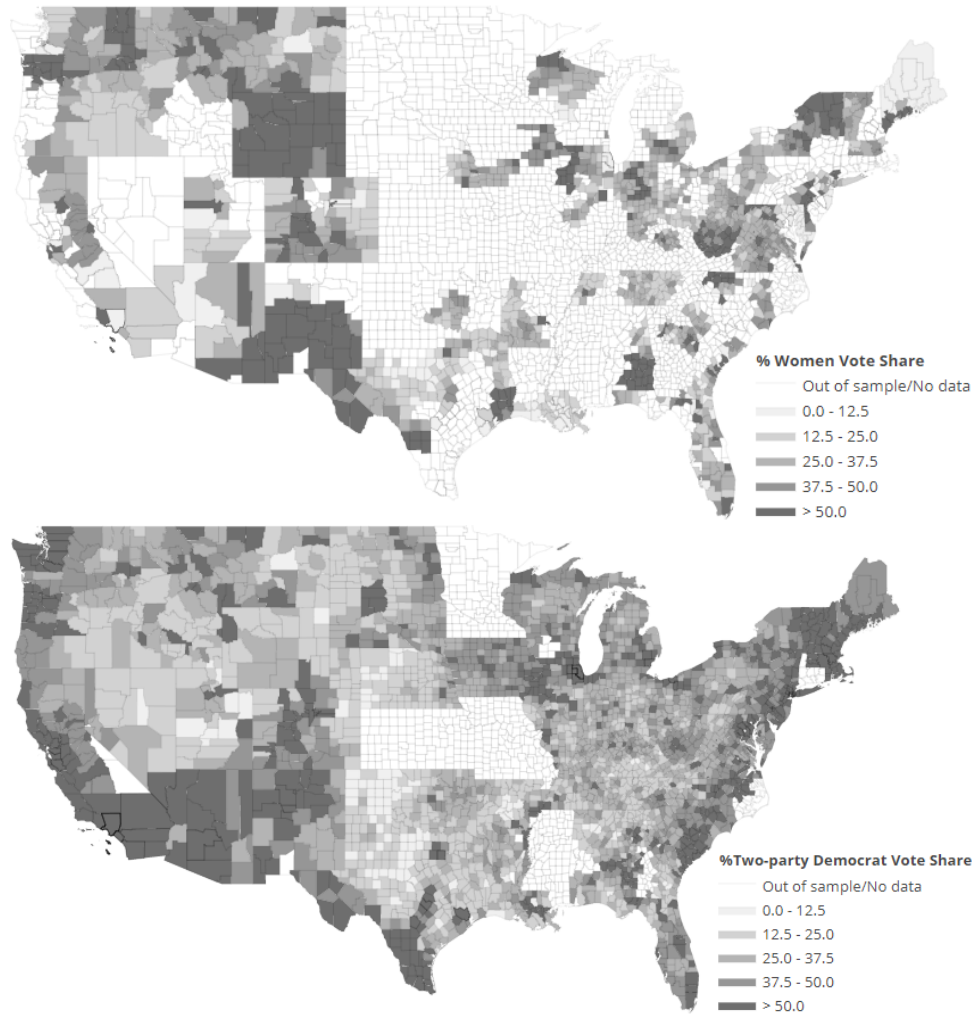 % Women Vote Share
Out of sample/No data
0.0 - 12.5
12.5 - 25.0
25.0 - 37.5
37.5 - 50.0
> 50.0
%Two-party Democrat Vote Share
Out of sample/No data
0.0 - 12.5
12.5 - 25.0
25.0 - 37.5
37.5 - 50.0
> 50.0